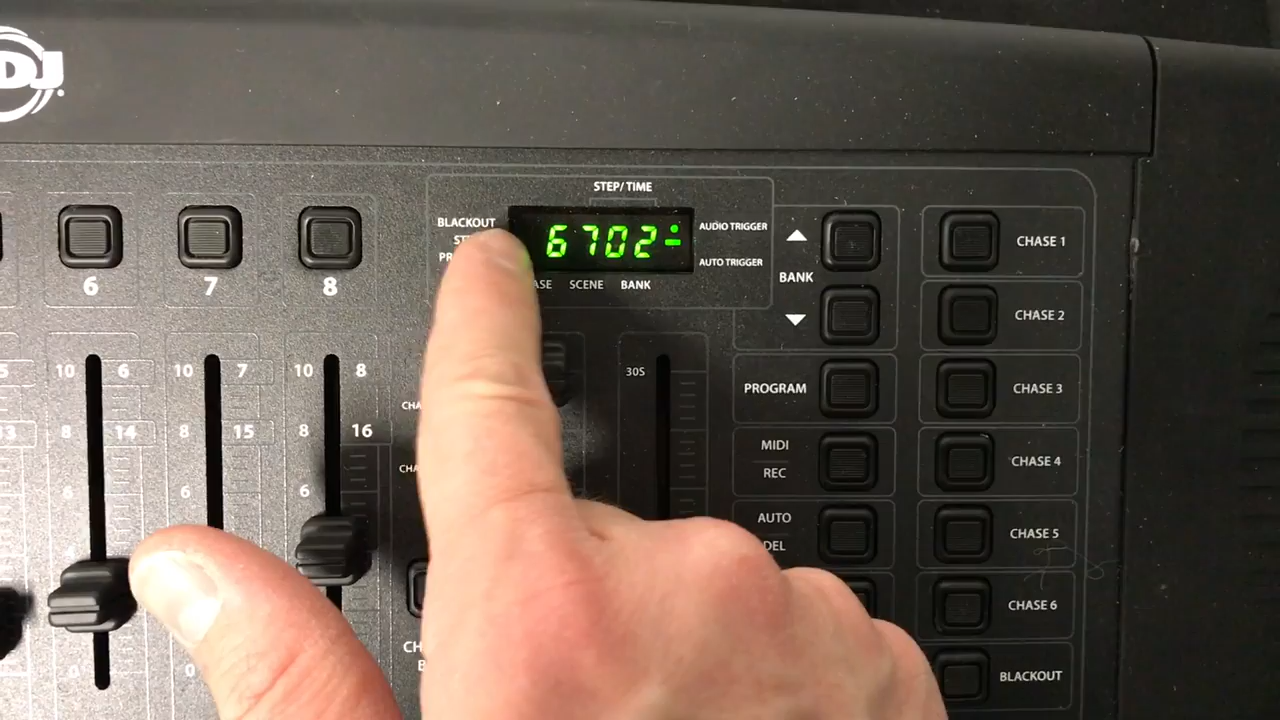 DJ
STEP/TIME
BLACKOUT
6702
AUDIO TRIGGER
AUTO TRIGGER
SCENE
BANK
BANK
CHASE 1
CHASE 2
6
7
8
10
6
10
7
10
8
30S
PROGRAM
CHASE 3
13
8
14
8
15
8
16
MIDI
REC
CHASE 4
6
6
6
AUTO
DEL
CHASE 5
CHASE 6
0
0
BLACKOUT